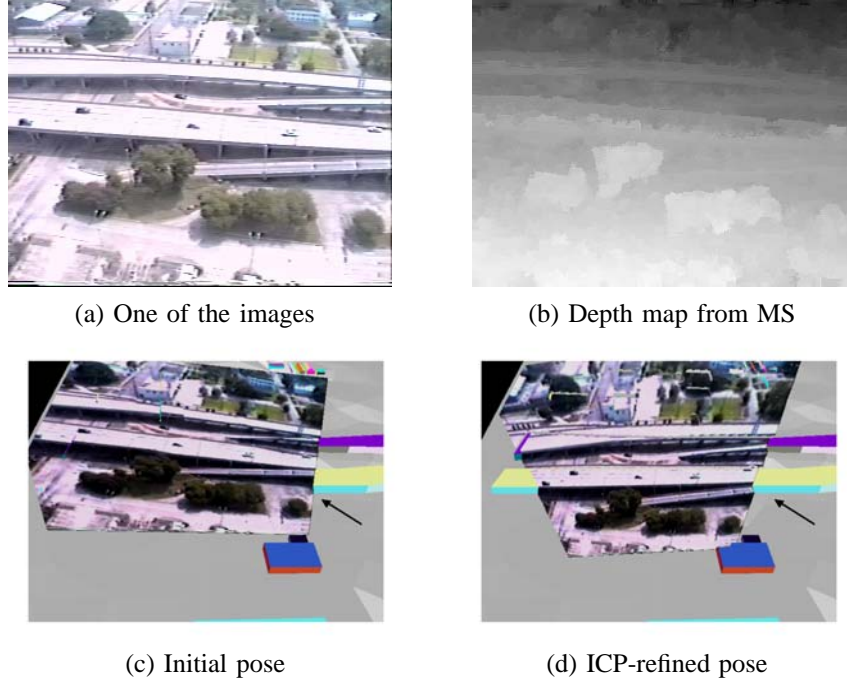 (a) One of the images
(b) Depth map from MS
(c) Initial pose
(d) ICP-refined pose